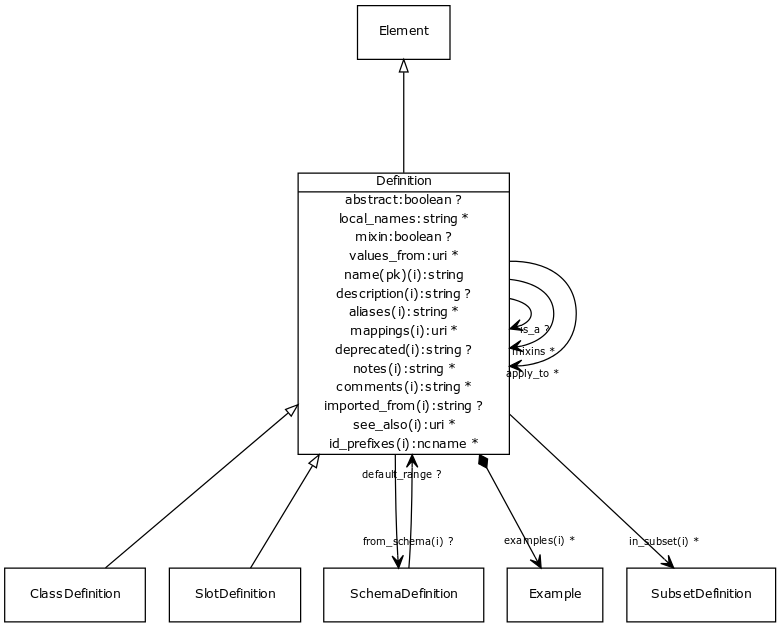 Element
Definition
abstract:boolean ?
local_names:string *
mixin:boolean ?
values_from:uri *
name(pk)(i):string
description(i):string ?
aliases(i):string *
mappings(i):uri *
deprecated(i):string ?
notes(i):string *
comments(i):string *
imported_from(i):string ?
see_also(i):uri *
id_prefixes(i):ncname *
is_a ?
mixins *
apply_to *
default_range ?
from_schema(i) ?
examples(i) *
in_subset(i) *
ClassDefinition
SlotDefinition
SchemaDefinition
Example
SubsetDefinition